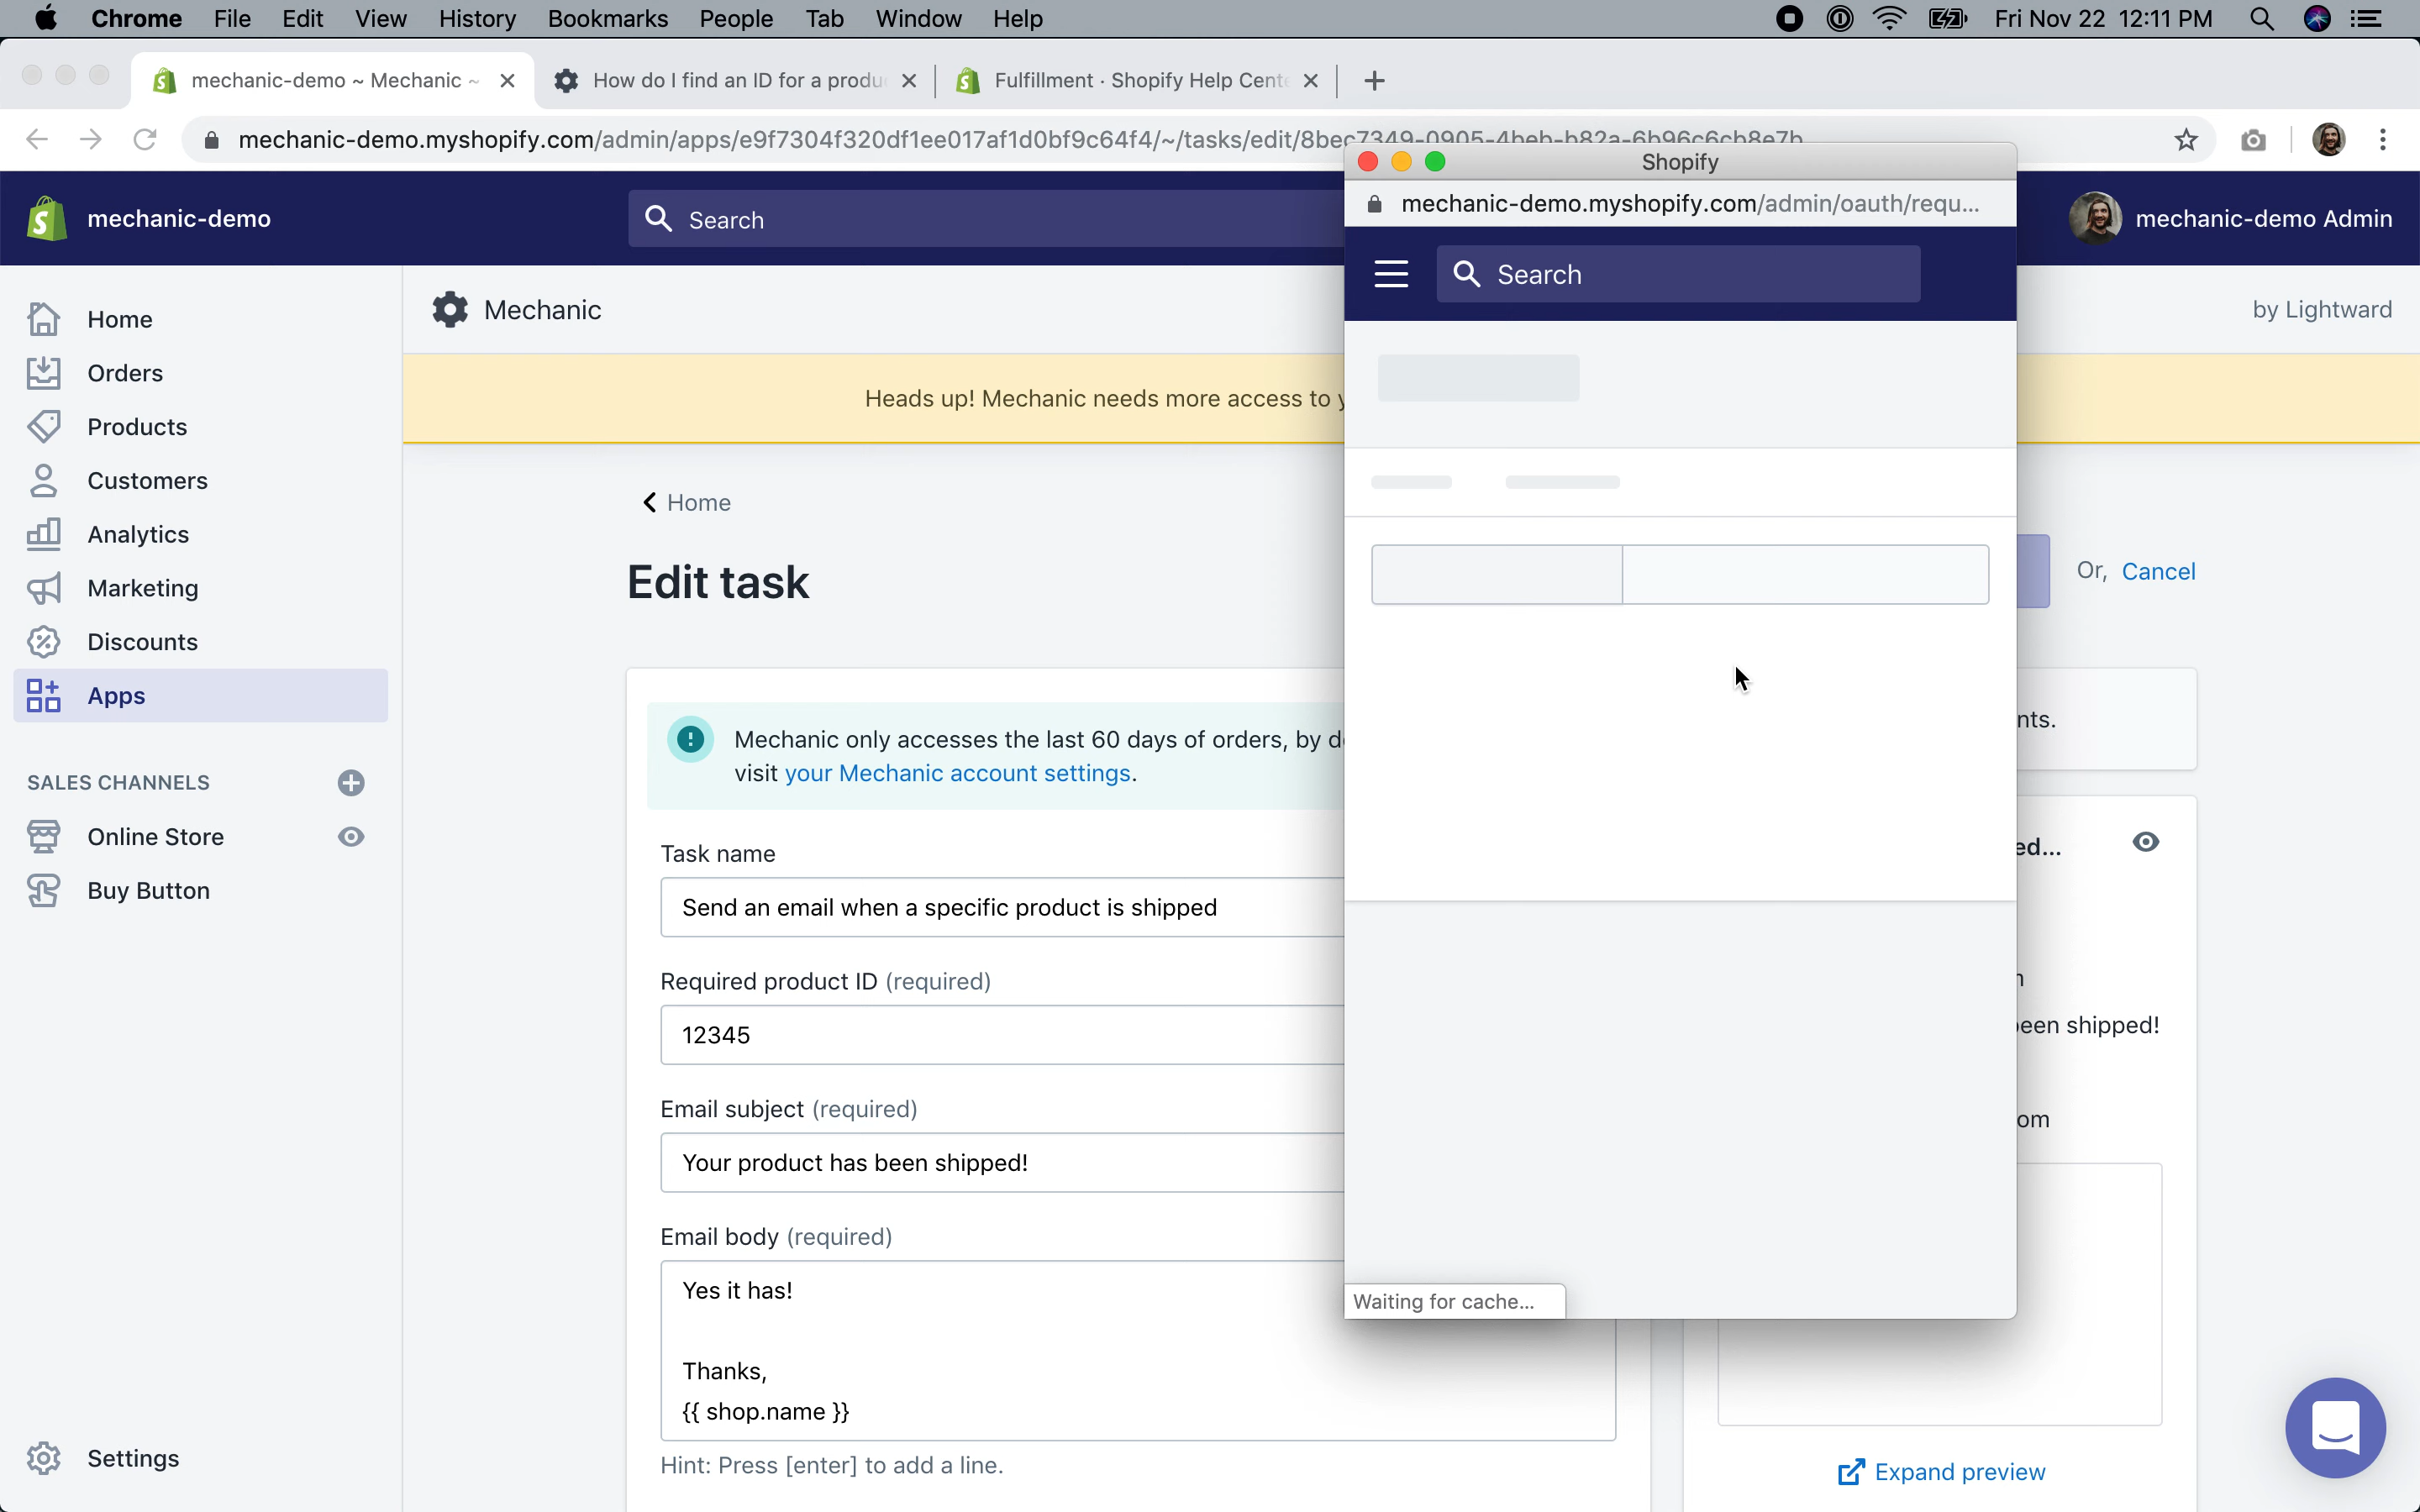 Chrome File Edit View History Bookmarks People Tab Window Help Fri Nov 22 12:11 PM
mechanic-demo ~ Mechanic ~ How do I find an ID for a produ Fulfillment · Shopify Help Cent
mechanic-demo.myshopify.com/admin/apps/e9f7304f320df1ee017af1d0bf9c64f4/~/tasks/edit/8bec7349-0905-4beb-b82a-6b96c6cb8e7b
Shopify
mechanic-demo.myshopify.com/admin/oauth/requ...
Search
mechanic-demo
Search
mechanic-demo Admin
Home
Orders
Products
Customers
Analytics
Marketing
Discounts
Apps
SALES CHANNELS
Online Store
Buy Button
Settings
Mechanic
by Lightward
Heads up! Mechanic needs more access to y
Home
Edit task
Or, Cancel
Mechanic only accesses the last 60 days of orders, by d
visit your Mechanic account settings.
Task name
Send an email when a specific product is shipped
Required product ID (required)
12345
Email subject (required)
Your product has been shipped!
Email body (required)
Yes it has!
Thanks,
{{ shop.name }}
Hint: Press [enter] to add a line.
nts.
ed...
een shipped!
om
Expand preview
Waiting for cache...